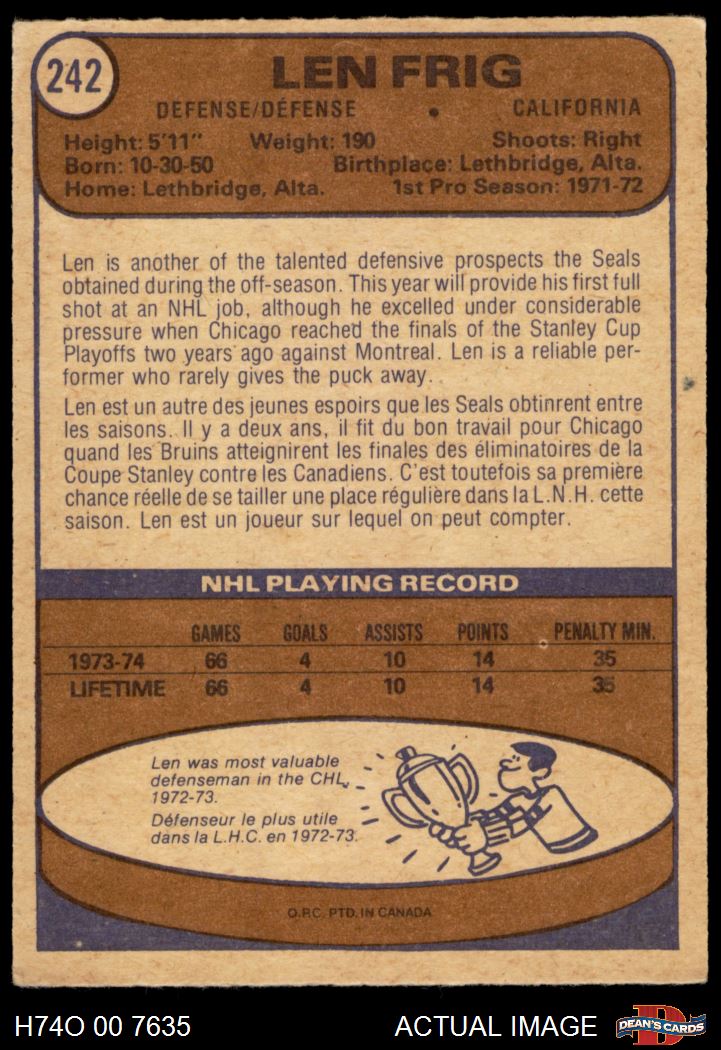 242
LEN FRIG
DEFENSE/DÉFENSE • CALIFORNIA
Height: 5'11" Weight: 190 Shoots: Right
Born: 10-30-50 Birthplace: Lethbridge, Alta.
Home: Lethbridge, Alta. 1st Pro Season: 1971-72
Len is another of the talented defensive prospects the Seals
obtained during the off-season. This year will provide his first full
shot at an NHL job, although he excelled under considerable
pressure when Chicago reached the finals of the Stanley Cup
Playoffs two years ago against Montreal. Len is a reliable per-
former who rarely gives the puck away.
Len est un autre des jeunes espoirs que les Seals obtinrent entre
les saisons. Il y a deux ans, il fit du bon travail pour Chicago
quand les Bruins atteignirent les finales des éliminatoires de la
Coupe Stanley contre les Canadiens. C'est toutefois sa première
chance réelle de se tailler une place régulière dans la L.N.H. cette
saison. Len est un joueur sur lequel on peut compter.
NHL PLAYING RECORD
GAMES GOALS ASSISTS POINTS PENALTY MIN.
1973-74 66 4 10 14 35
LIFETIME 66 4 10 14 35
Len was most valuable
defenseman in the CHL,
1972-73.
Défenseur le plus utile
dans la L.H.C. en 1972-73.
O.P.C. PTD. IN CANADA
H74O 00 7635 ACTUAL IMAGE D DEAN'S CARDS